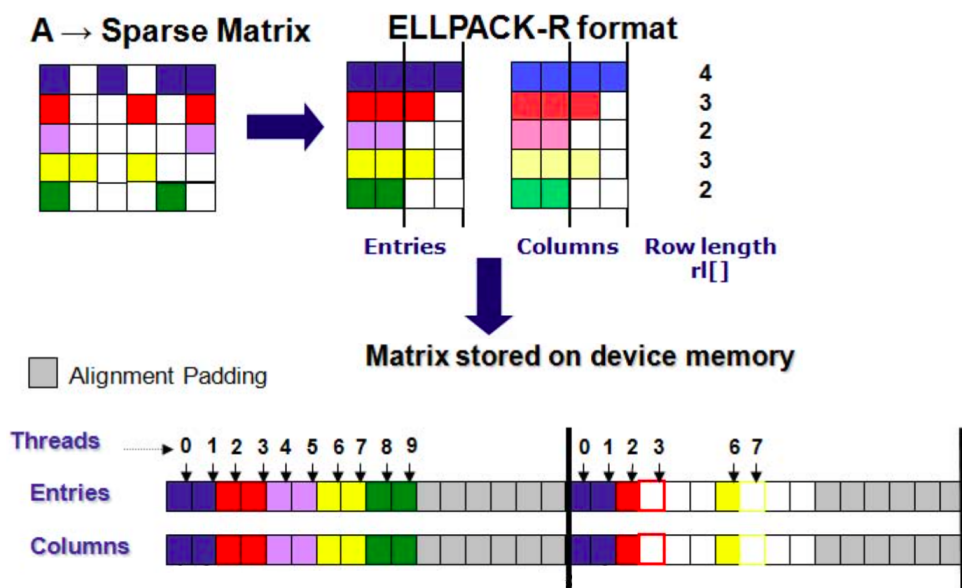 A → Sparse Matrix
ELLPACK-R format
4
3
2
3
2
Entries
Columns
Row length
rl[]
Matrix stored on device memory
Alignment Padding
Threads 0 1 2 3 4 5 6 7 8 9 0 1 2 3 6 7
Entries
Columns